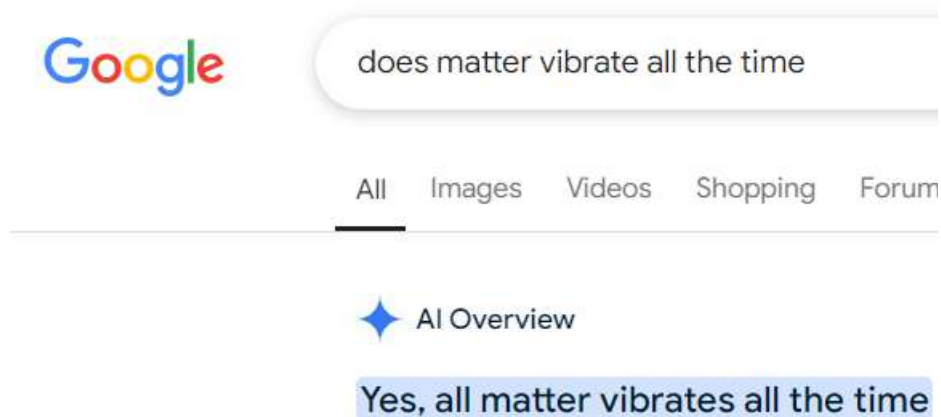 Google
does matter vibrate all the time
All Images Videos Shopping Forum
AI Overview
Yes, all matter vibrates all the time